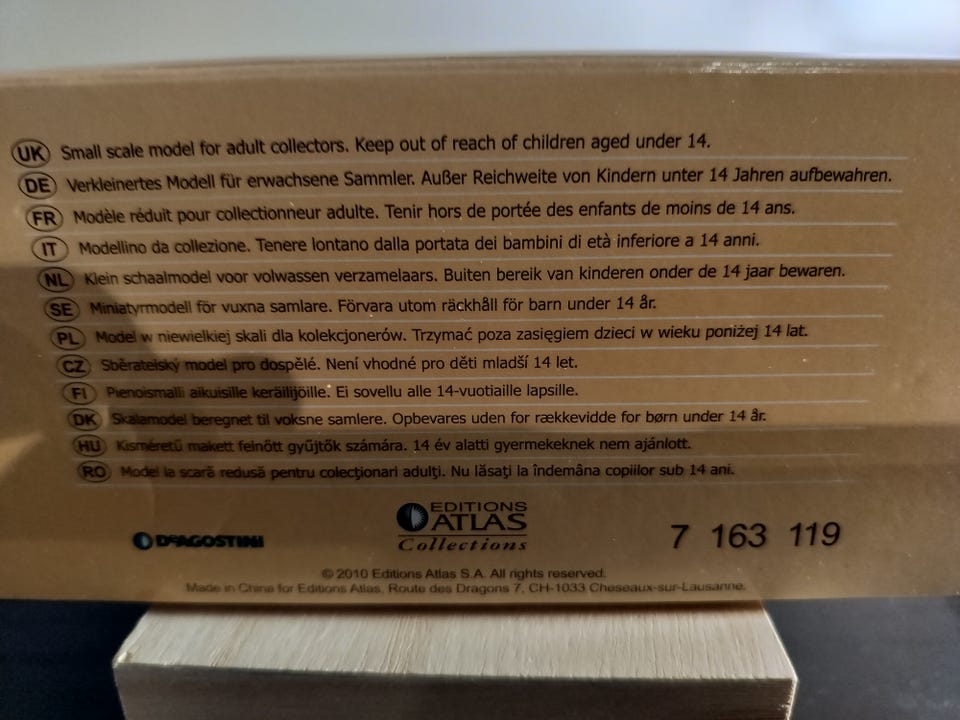 UK Small scale model for adult collectors. Keep out of reach of children aged under 14.
DE Verkleinertes Modell für erwachsene Sammler. Außer Reichweite von Kindern unter 14 Jahren aufbewahren.
FR Modèle réduit pour collectionneur adulte. Tenir hors de portée des enfants de moins de 14 ans.
IT Modellino da collezione. Tenere lontano dalla portata dei bambini di età inferiore a 14 anni.
NL Klein schaalmodel voor volwassen verzamelaars. Buiten bereik van kinderen onder de 14 jaar bewaren.
SE Miniatyrmodell för vuxna samlare. Förvara utom räckhåll för barn under 14 år.
PL Model w niewielkiej skali dla kolekcjonerów. Trzymać poza zasięgiem dzieci w wieku poniżej 14 lat.
CZ Sběratelský model pro dospělé. Není vhodné pro děti mladší 14 let.
FI Pienoismalli aikuisille keräilijöille. Ei sovellu alle 14-vuotiaille lapsille.
DK Skalamodel beregnet til voksne samlere. Opbevares uden for rækkevidde for børn under 14 år.
HU Kisméretű makett felnőtt gyűjtők számára. 14 év alatti gyermekeknek nem ajánlott.
RO Model la scară redusă pentru colecționari adulți. Nu lăsați la îndemâna copiilor sub 14 ani.
DeAGOSTINI
EDITIONS
ATLAS
Collections
7 163 119
© 2010 Editions Atlas S.A. All rights reserved.
Made in China for Editions Atlas, Route des Dragons 7, CH-1033 Cheseaux-sur-Lausanne.